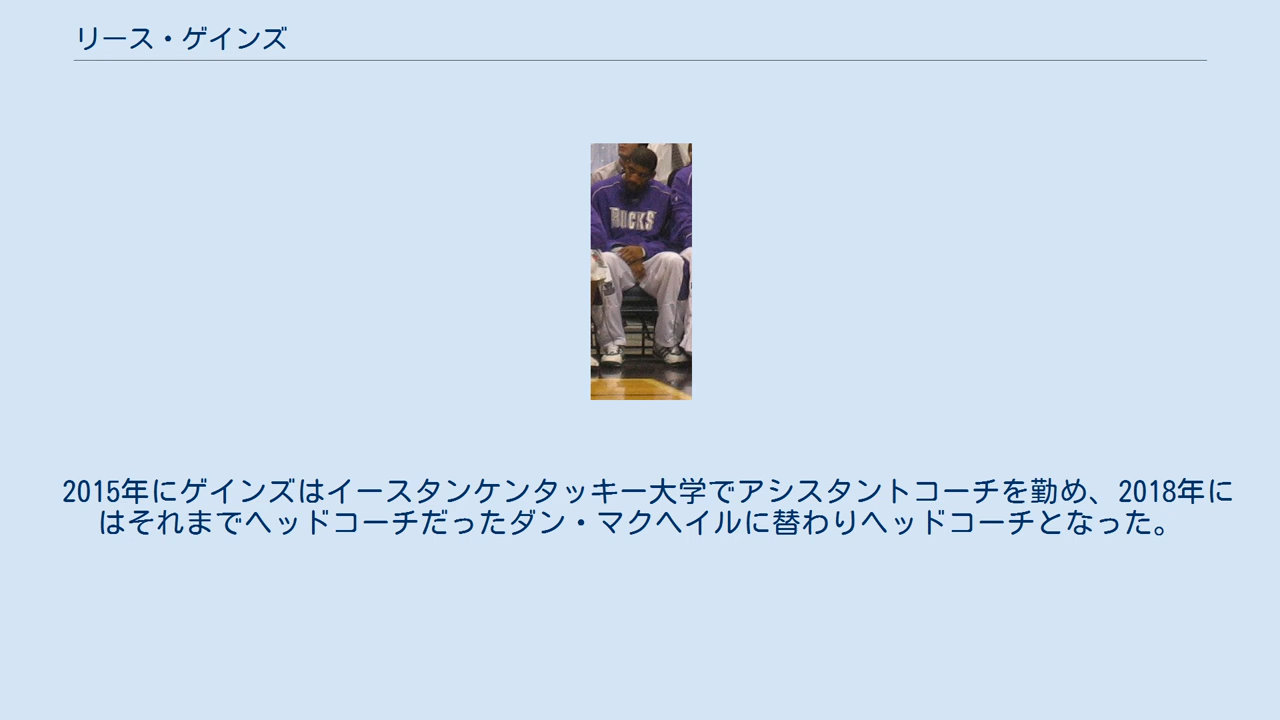 リース・ゲインズ
BUCKS
2015年にゲインズはイースタンケンタッキー大学でアシスタントコーチを勤め、2018年に
はそれまでヘッドコーチだったダン・マクヘイルに替わりヘッドコーチとなった。